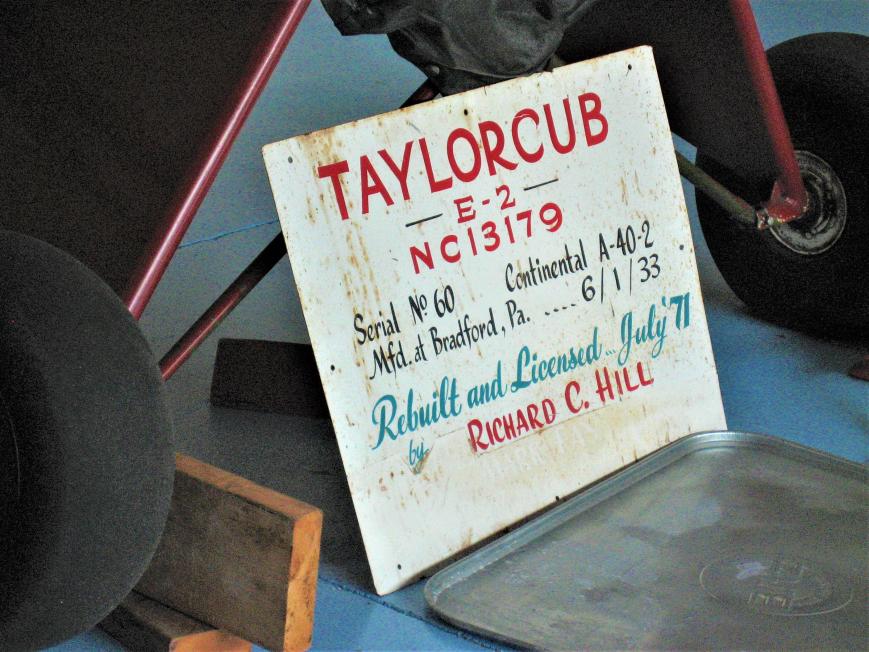 TAYLORCUB
— E-2 —
NC13179
Serial Nº 60 Continental A-40-2
Mfd. at Bradford, Pa. ..... 6/1/33
Rebuilt and Licensed ... July '71
by RICHARD C. HILL